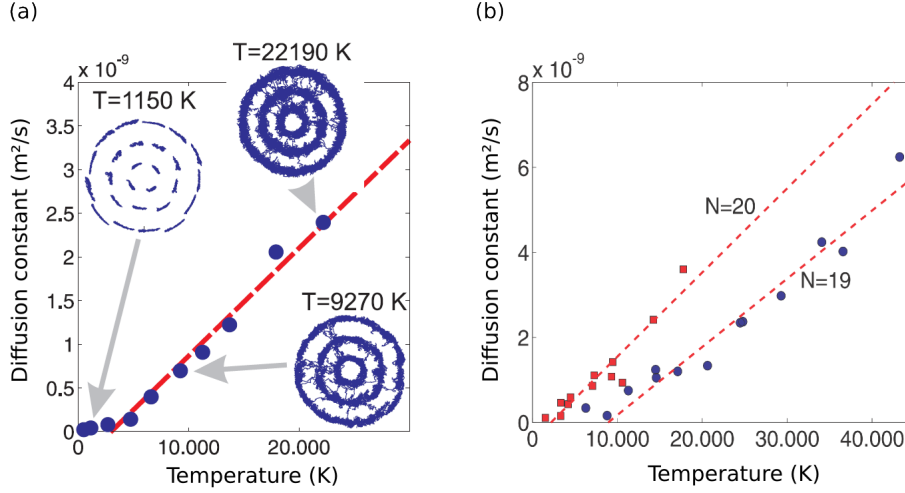 (a)
× 10⁻⁹
Diffusion constant (m²/s)
4
3.5
3
2.5
2
1.5
1
0.5
0
0
10.000
20.000
Temperature (K)
T=1150 K
T=22190 K
T=9270 K
(b)
× 10⁻⁹
Diffusion constant (m²/s)
8
6
4
2
0
0
10.000
20.000
30.000
40.000
Temperature (K)
N=20
N=19